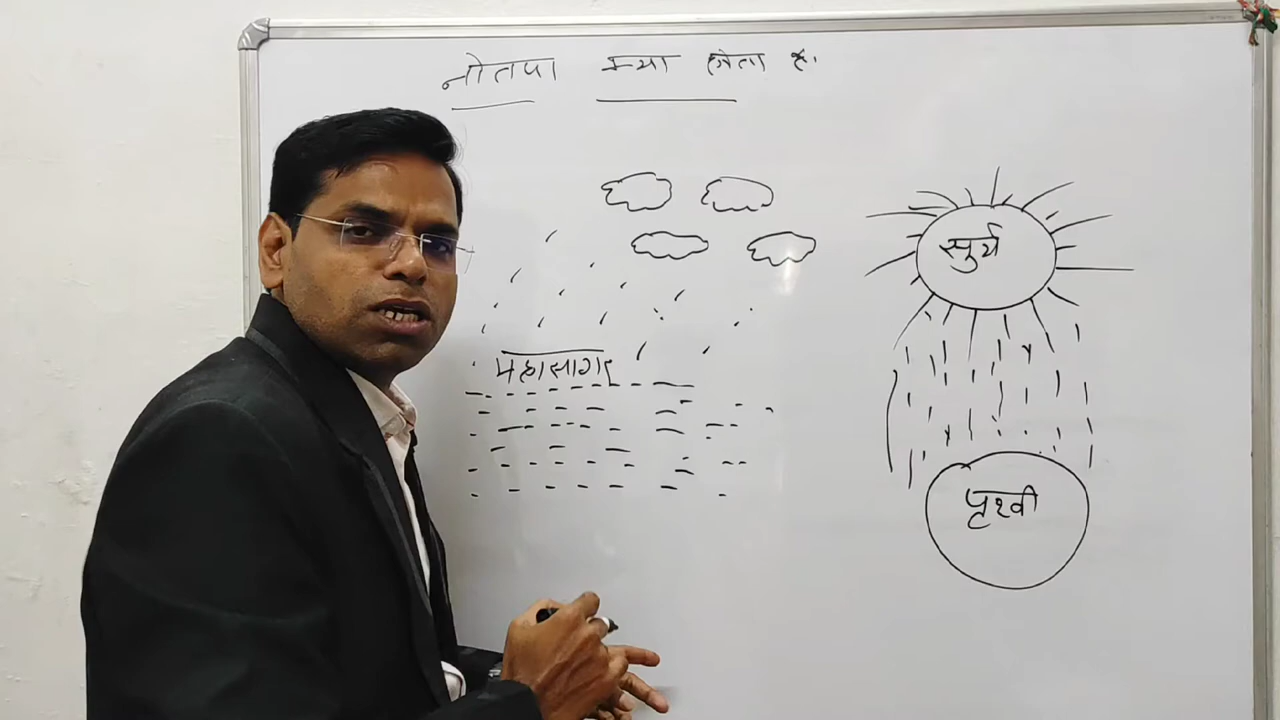 नोतपा क्या होता है.
सुर्य
महासागर
पृथ्वी